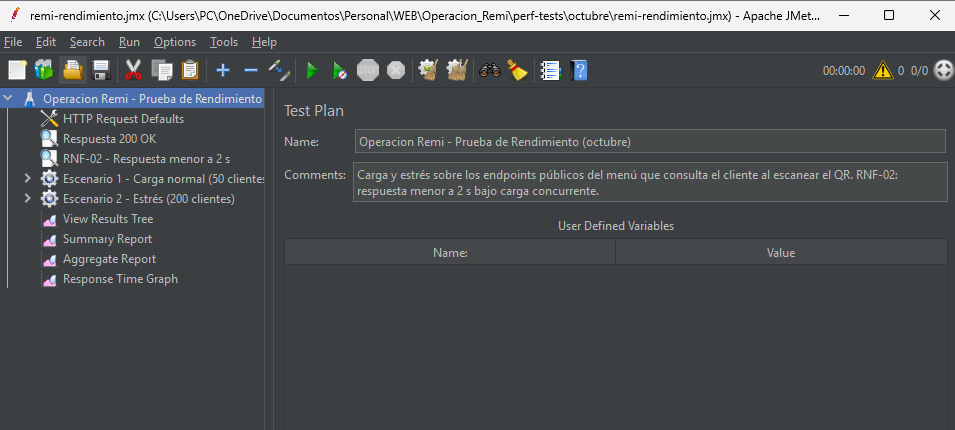 remi-rendimiento.jmx (C:\Users\PC\OneDrive\Documentos\Personal\WEB\Operacion_Remi\perf-tests\octubre\remi-rendimiento.jmx) - Apache JMet...
File Edit Search Run Options Tools Help
STOP 00:00:00 0 0/0
Operacion Remi - Prueba de Rendimiento
HTTP Request Defaults
Respuesta 200 OK
RNF-02 - Respuesta menor a 2 s
Escenario 1 - Carga normal (50 cliente
Escenario 2 - Estrés (200 clientes)
View Results Tree
Summary Report
Aggregate Report
Response Time Graph
Test Plan
Name: Operacion Remi - Prueba de Rendimiento (octubre)
Comments: Carga y estrés sobre los endpoints públicos del menú que consulta el cliente al escanear el QR. RNF-02:
respuesta menor a 2 s bajo carga concurrente.
User Defined Variables
Name: Value